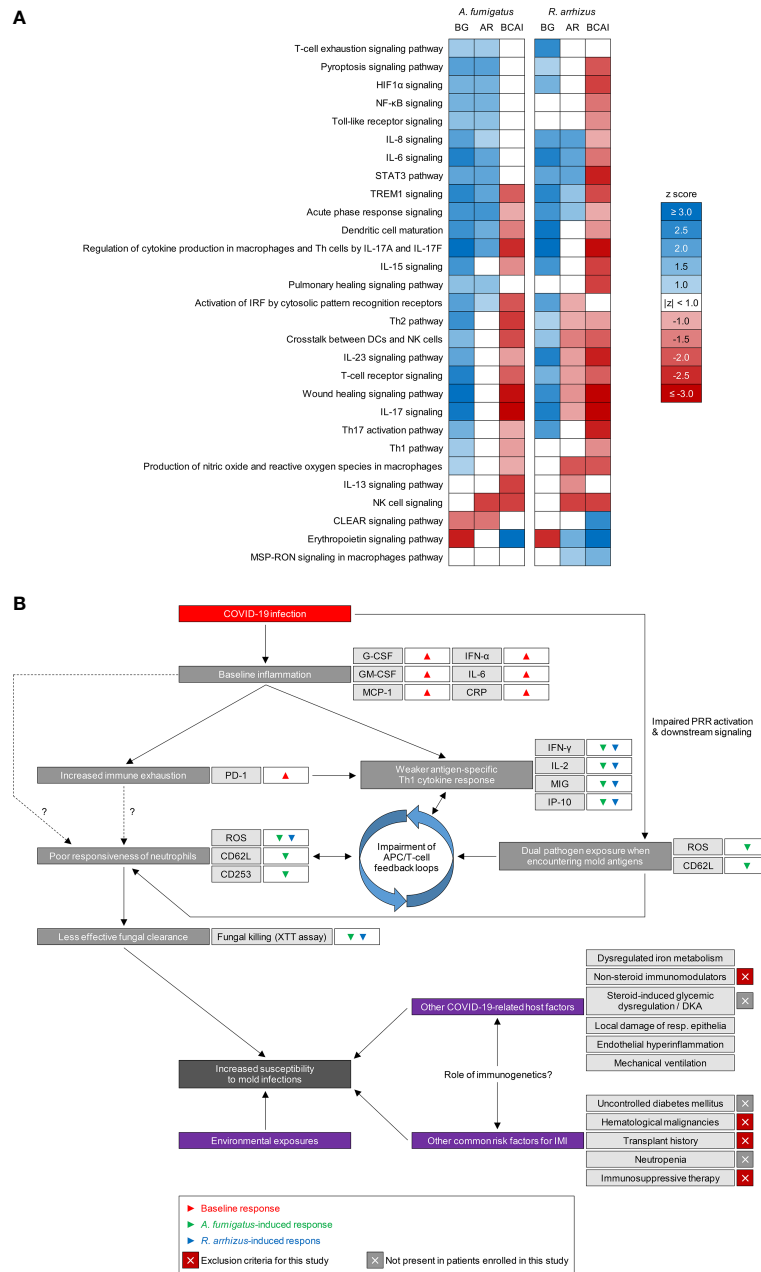 A
A. fumigatus
R. arrhizus
BG AR BCAI BG AR BCAI
T-cell exhaustion signaling pathway
Pyroptosis signaling pathway
HIF1α signaling
NF-κB signaling
Toll-like receptor signaling
IL-8 signaling
IL-6 signaling
STAT3 pathway
TREM1 signaling
Acute phase response signaling
Dendritic cell maturation
Regulation of cytokine production in macrophages and Th cells by IL-17A and IL-17F
IL-15 signaling
Pulmonary healing signaling pathway
Activation of IRF by cytosolic pattern recognition receptors
Th2 pathway
Crosstalk between DCs and NK cells
IL-23 signaling pathway
T-cell receptor signaling
Wound healing signaling pathway
IL-17 signaling
Th17 activation pathway
Th1 pathway
Production of nitric oxide and reactive oxygen species in macrophages
IL-13 signaling pathway
NK cell signaling
CLEAR signaling pathway
Erythropoietin signaling pathway
MSP-RON signaling in macrophages pathway
z score
≥ 3.0
2.5
2.0
1.5
1.0
|z| < 1.0
-1.0
-1.5
-2.0
-2.5
≤ -3.0
B
COVID-19 infection
Baseline inflammation
G-CSF
IFN-α
GM-CSF
IL-6
MCP-1
CRP
Impaired PRR activation
& downstream signaling
Increased immune exhaustion
PD-1
Weaker antigen-specific
Th1 cytokine response
IFN-γ
IL-2
MIG
IP-10
?
?
Poor responsiveness of neutrophils
ROS
CD62L
CD253
Impairment of
APC/T-cell
feedback loops
Dual pathogen exposure when
encountering mold antigens
ROS
CD62L
Less effective fungal clearance
Fungal killing (XTT assay)
Other COVID-19-related host factors
Dysregulated iron metabolism
Non-steroid immunomodulators
Steroid-induced glycemic
dysregulation / DKA
Local damage of resp. epithelia
Endothelial hyperinflammation
Mechanical ventilation
Increased susceptibility
to mold infections
Role of immunogenetics?
Environmental exposures
Other common risk factors for IMI
Uncontrolled diabetes mellitus
Hematological malignancies
Transplant history
Neutropenia
Immunosuppressive therapy
Baseline response
A. fumigatus-induced response
R. arrhizus-induced respons
Exclusion criteria for this study
Not present in patients enrolled in this study